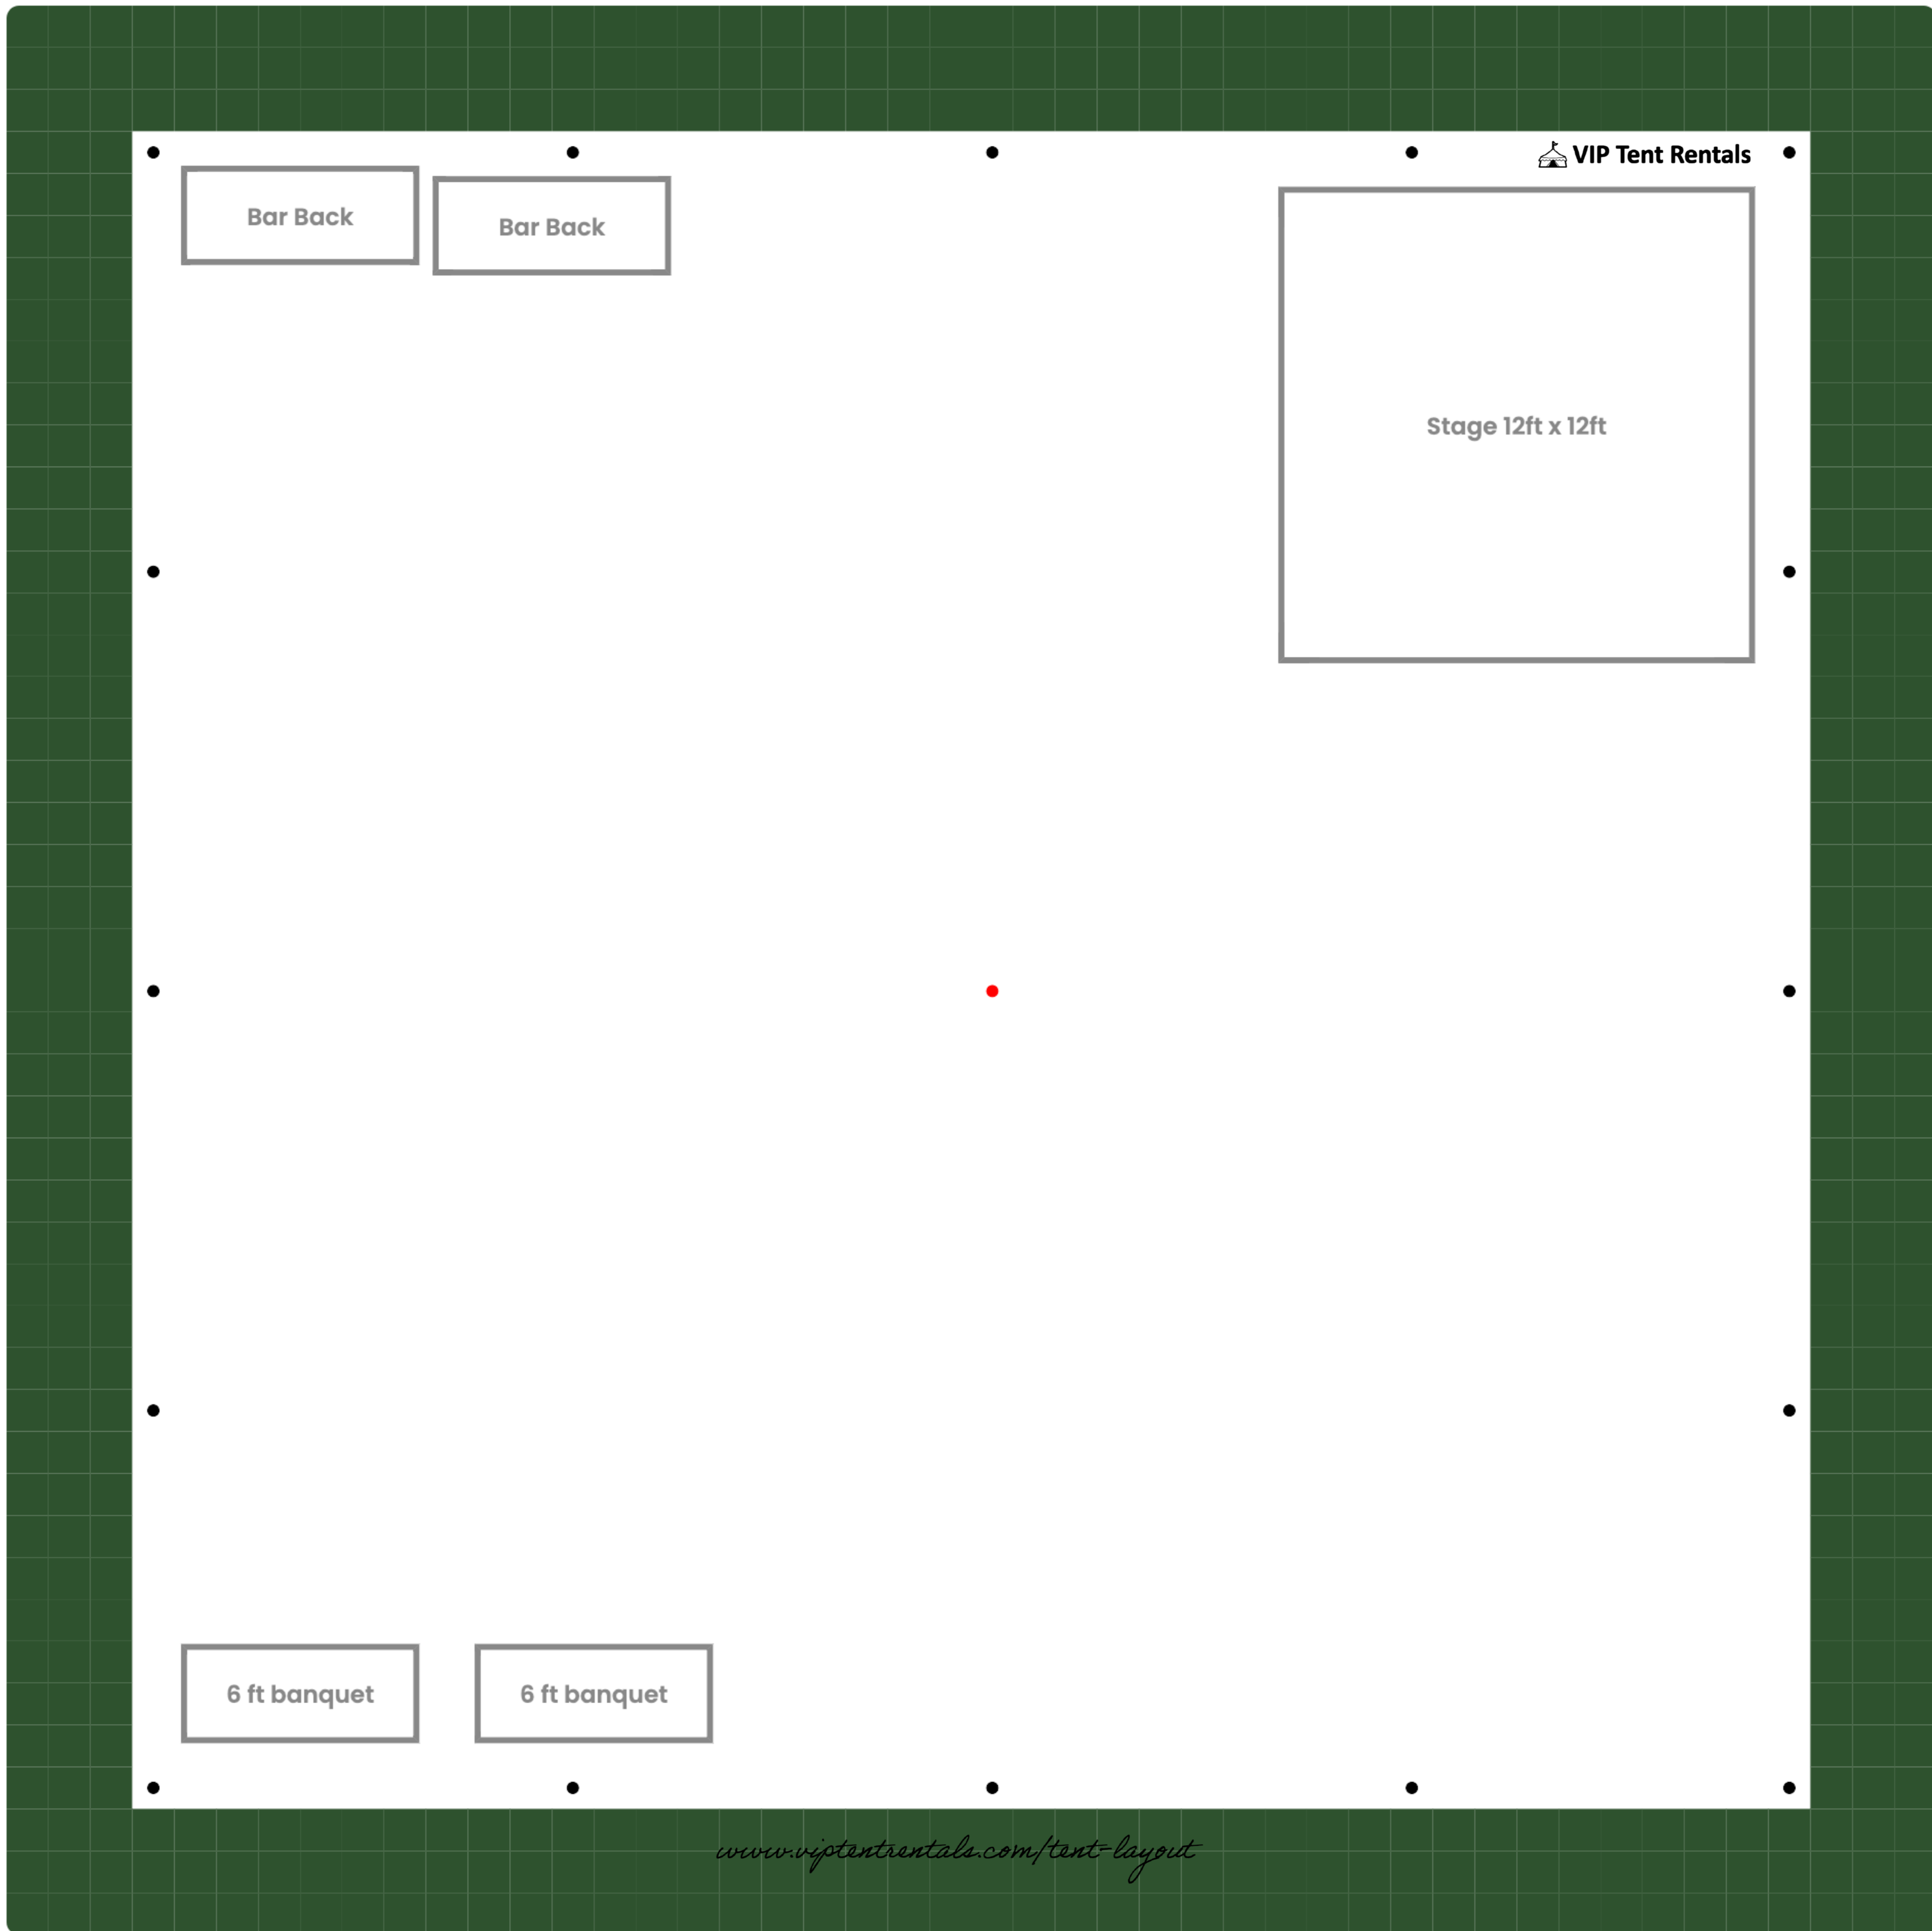 VIP Tent Rentals
Bar Back
Bar Back
Stage 12ft x 12ft
6 ft banquet
6 ft banquet
www.viptentrentals.com/tent-layout